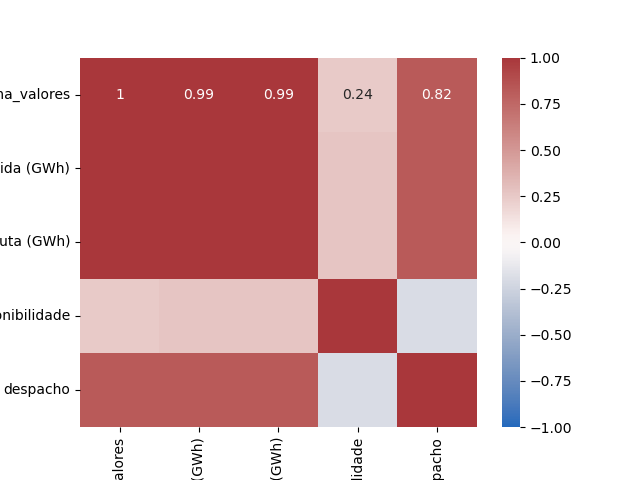 na_valores 1 0.99 0.99 0.24 0.82
ida (GWh)
uta (GWh)
onibilidade
despacho
alores
(GWh)
(GWh)
lidade
pacho
1.00
0.75
0.50
0.25
0.00
−0.25
−0.50
−0.75
−1.00